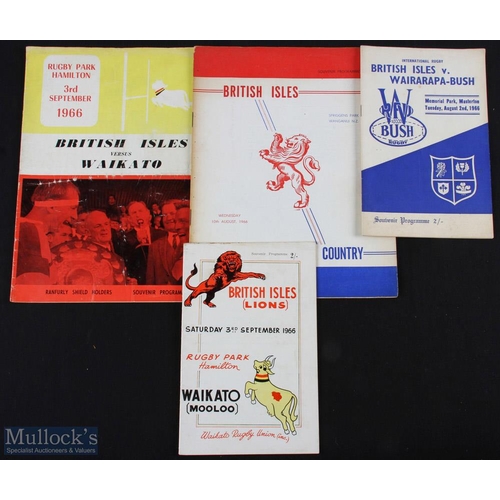 RUGBY PARK
HAMILTON
3rd
SEPTEMBER
1966
BRITISH ISLES
VERSUS
WAIKATO
RANFURLY SHIELD HOLDERS
SOUVENIR PROGRAMME
BRITISH ISLES
WEDNESDAY
COUNTRY
INTERNATIONAL RUGBY
BRITISH ISLES V.
WAIRARAPA-BUSH
Memorial Park, Masterton
Tuesday, August 2nd, 1966
W
BUSH
RUGBY
Souvenir Programme 2/-
Souvenir Programme 2/-
BRITISH ISLES
(LIONS)
SATURDAY 3RD SEPTEMBER 1966
RUGBY PARK
Hamilton
WAIKATO
(MOOLOO)
Waikato Rugby Union (Inc.)
Mullock's
Specialist Auctioneers & Valuers